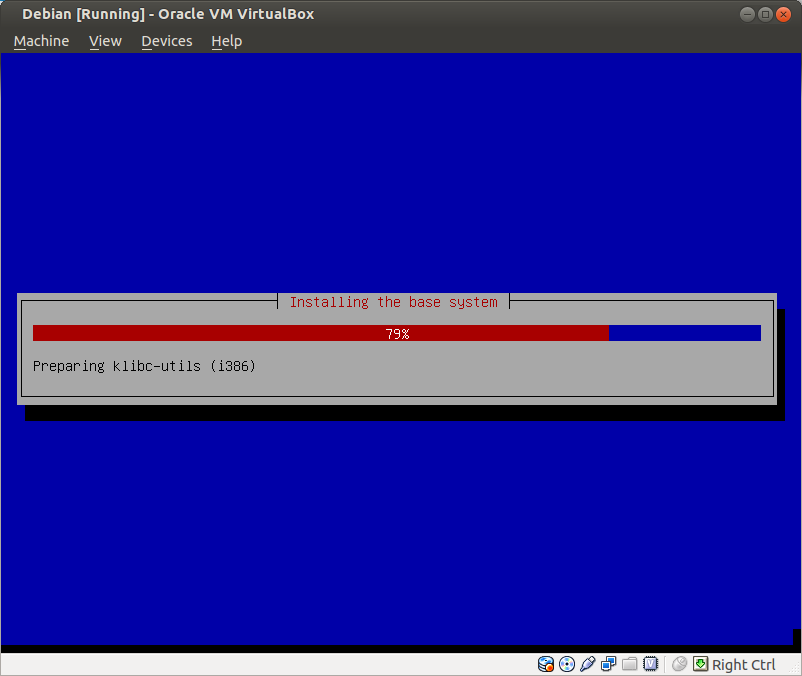 Debian [Running] - Oracle VM VirtualBox
Machine View Devices Help
Installing the base system
79%
Preparing klibc-utils (i386)
Right Ctrl